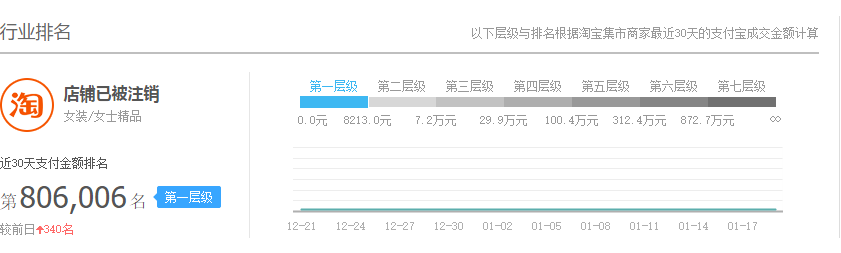 行业排名 以下层级与排名根据淘宝集市商家最近30天的支付宝成交金额计算
淘 店铺已被注销
女装/女士精品
第一层级 第二层级 第三层级 第四层级 第五层级 第六层级 第七层级
0.0元 8213.0元 7.2万元 29.9万元 100.4万元 312.4万元 872.7万元 ∞
近30天支付金额排名
第806,006名 第一层级
较前日↑340名
12-21 12-24 12-27 12-30 01-02 01-05 01-08 01-11 01-14 01-17